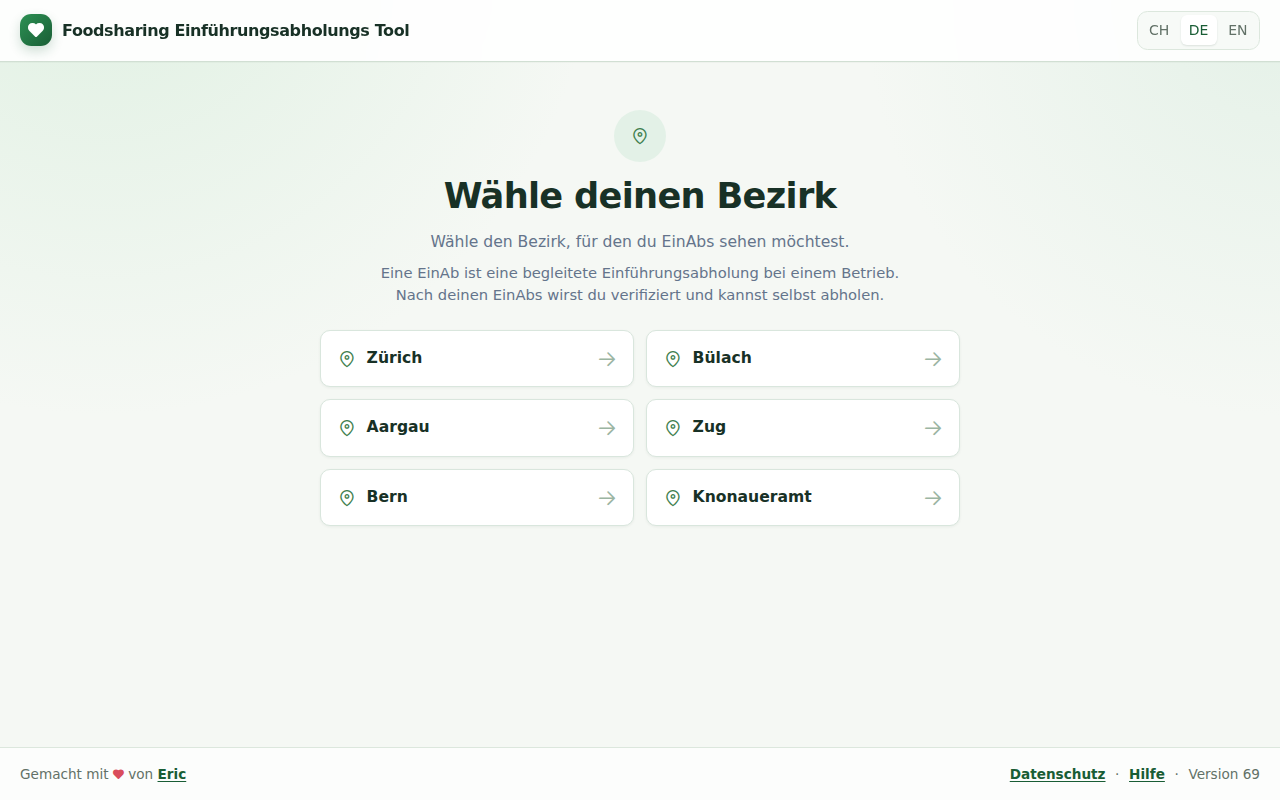 Foodsharing Einführungsabholungs Tool
CH DE EN
Wähle deinen Bezirk
Wähle den Bezirk, für den du EinAbs sehen möchtest.
Eine EinAb ist eine begleitete Einführungsabholung bei einem Betrieb.
Nach deinen EinAbs wirst du verifiziert und kannst selbst abholen.
Zürich
Bülach
Aargau
Zug
Bern
Knonaueramt
Gemacht mit ❤ von Eric
Datenschutz · Hilfe · Version 69